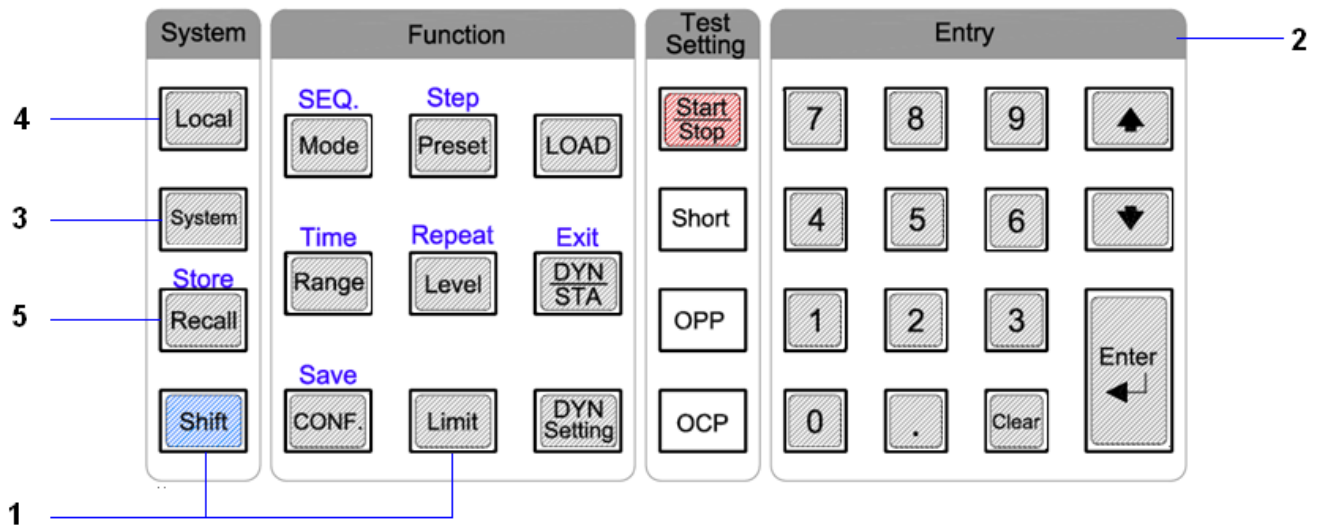 System
Function
Test
Setting
Entry
2
4
Local
SEQ.
Mode
Step
Preset
LOAD
Start
Stop
7
8
9
3
System
Time
Range
Repeat
Level
Exit
DYN
STA
Short
4
5
6
5
Store
Recall
OPP
1
2
3
Enter
Shift
Save
CONF.
Limit
DYN
Setting
OCP
0
.
Clear
1